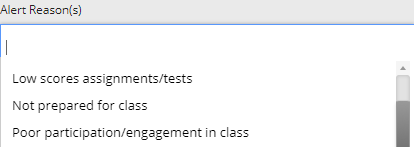 Alert Reason(s)
Low scores assignments/tests
Not prepared for class
Poor participation/engagement in class